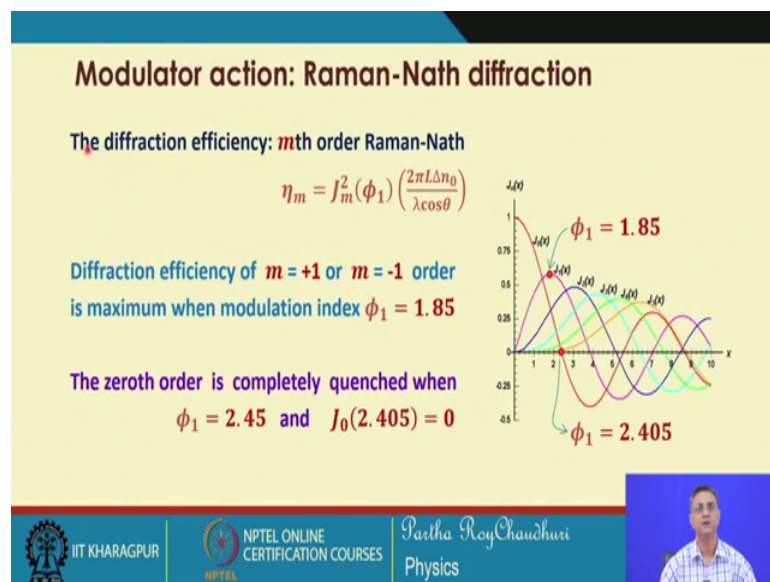 Modulator action: Raman-Nath diffraction
The diffraction efficiency: mth order Raman-Nath
η_m = J_m^2(ϕ_1) (2πLΔn_0 / λcosθ)
Diffraction efficiency of m = +1 or m = -1 order
is maximum when modulation index ϕ_1 = 1.85
The zeroth order is completely quenched when
ϕ_1 = 2.45 and J_0(2.405) = 0
ϕ_1 = 1.85
1
0.75
0.5
0.25
0
-0.25
-0.5
1 2 3 4 5 6 7 8 9 10 x
ϕ_1 = 2.405
IIT KHARAGPUR
NPTEL
NPTEL ONLINE
CERTIFICATION COURSES
Partha RoyChaudhuri
Physics